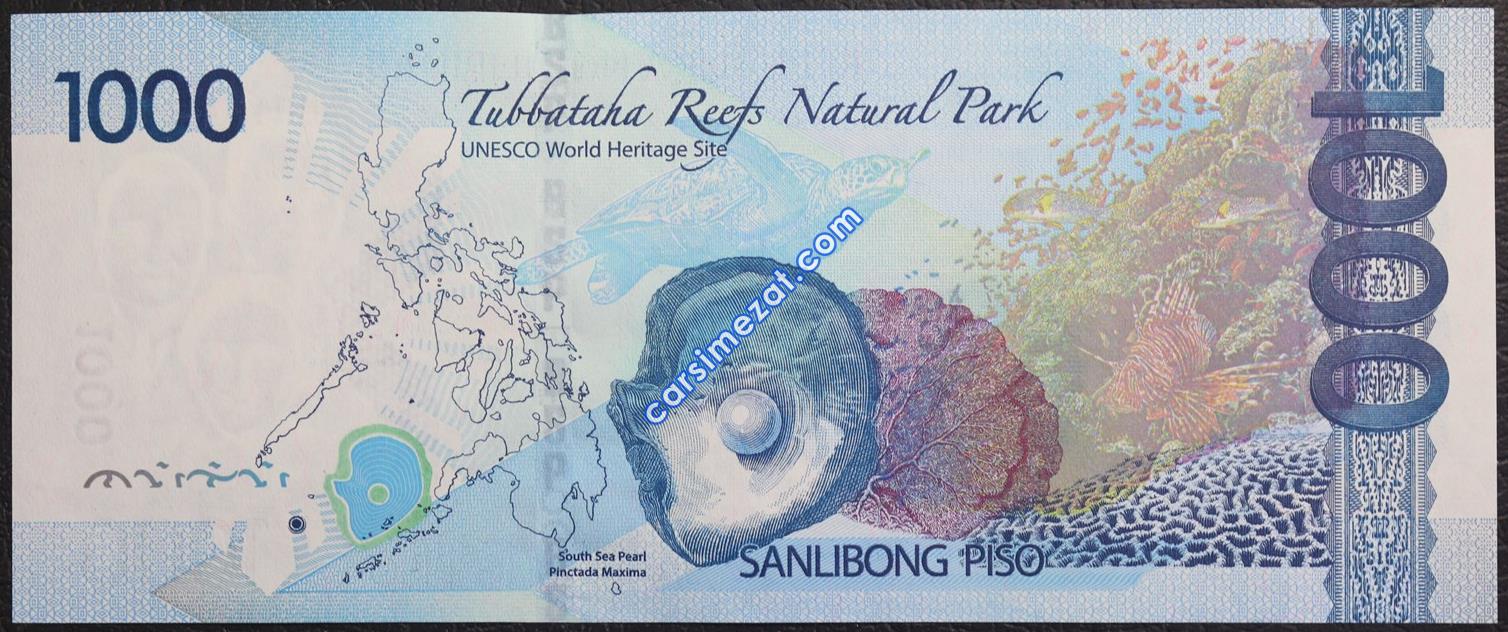 1000
Tubbataha Reefs Natural Park
UNESCO World Heritage Site
1000
carsimezat.com
1000
South Sea Pearl
Pinctada Maxima
SANLIBONG PISO